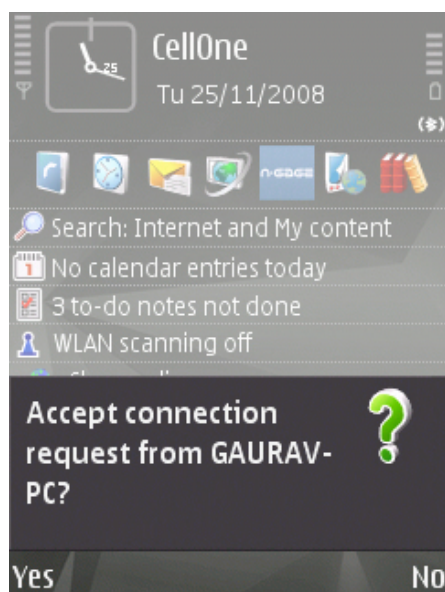 25
CellOne
Tu 25/11/2008
n·gage
Search: Internet and My content
1
No calendar entries today
3 to-do notes not done
WLAN scanning off
Accept connection
request from GAURAV-
PC?
Yes
No